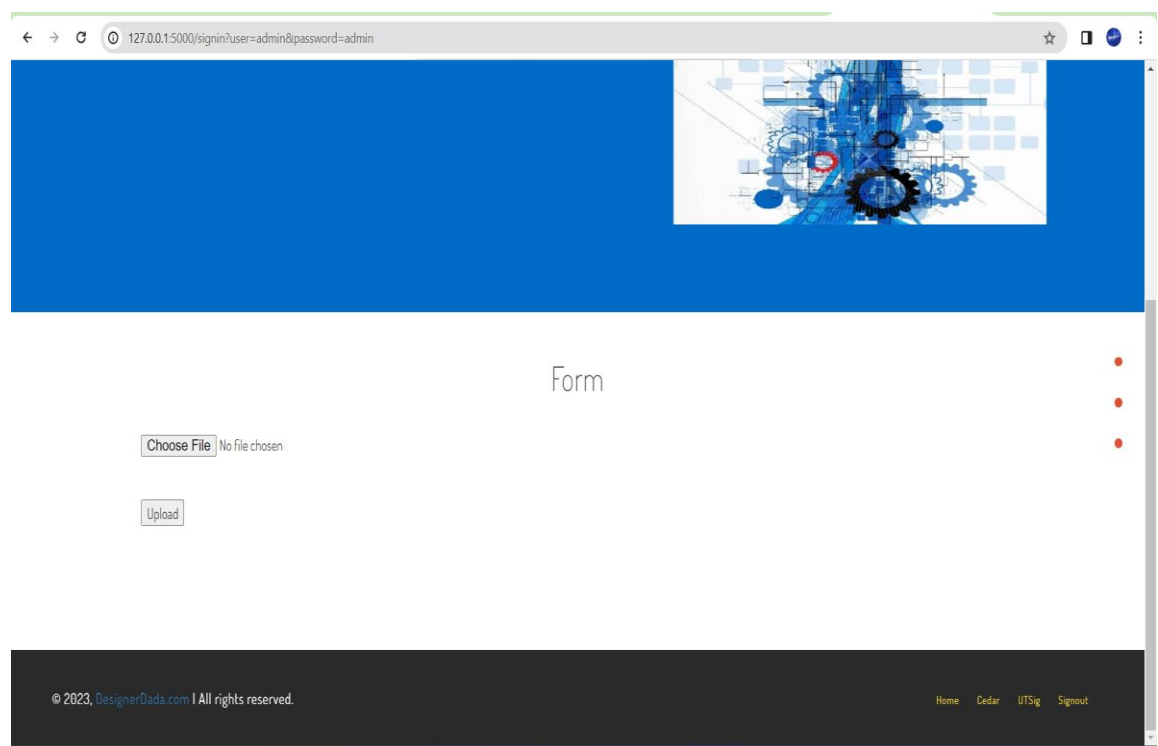 127.0.0.1:5000/signin?user=admin&password=admin
Form
Choose File No file chosen
Upload
© 2023, DesignerDada.com | All rights reserved.
Home Cedar UTSig Signout